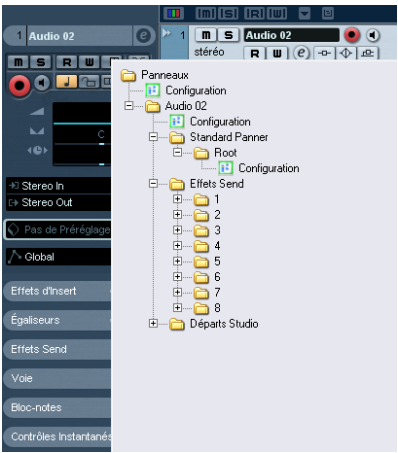 [m] [S] [R] [W]
1 Audio 02 e
1 m S Audio 02
stéréo R W e
m S R W
C
Stereo In
Stereo Out
Pas de Préréglage
Global
Effets d'Insert
Égaliseurs
Effets Send
Voie
Bloc-notes
Contrôles Instantanés
Panneaux
Configuration
Audio 02
Configuration
Standard Panner
Root
Configuration
Effets Send
1
2
3
4
5
6
7
8
Départs Studio